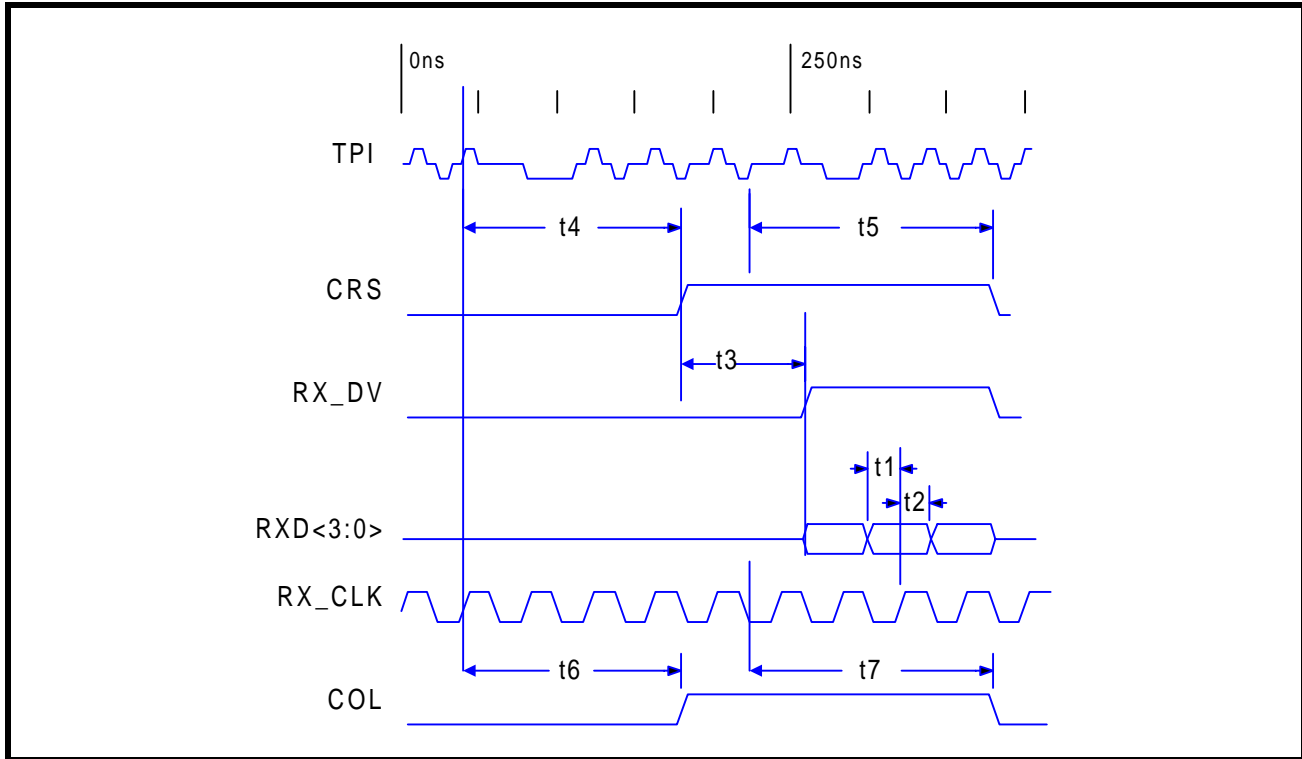 0ns
250ns
TPI
t4
t5
CRS
t3
RX_DV
t1
t2
RXD<3:0>
RX_CLK
t6
t7
COL